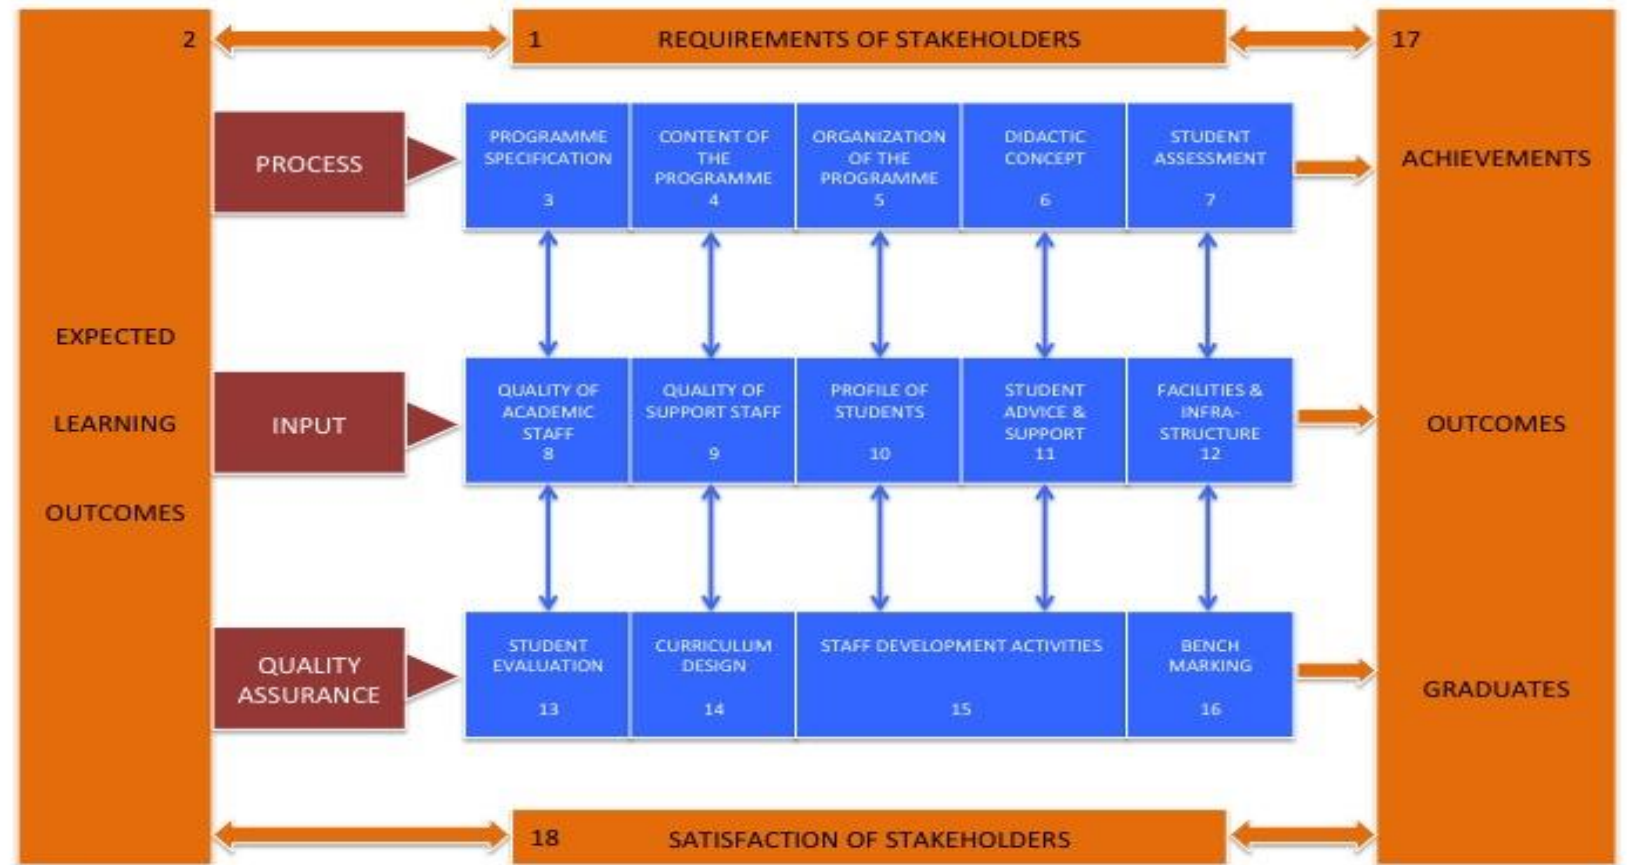 2
1
REQUIREMENTS OF STAKEHOLDERS
17
PROCESS
PROGRAMME
SPECIFICATION
3
CONTENT OF
THE
PROGRAMME
4
ORGANIZATION
OF THE
PROGRAMME
5
DIDACTIC
CONCEPT
6
STUDENT
ASSESSMENT
7
ACHIEVEMENTS
EXPECTED
LEARNING
OUTCOMES
INPUT
QUALITY OF
ACADEMIC
STAFF
8
QUALITY OF
SUPPORT STAFF
9
PROFILE OF
STUDENTS
10
STUDENT
ADVICE &
SUPPORT
11
FACILITIES &
INFRA-
STRUCTURE
12
OUTCOMES
QUALITY
ASSURANCE
STUDENT
EVALUATION
13
CURRICULUM
DESIGN
14
STAFF DEVELOPMENT ACTIVITIES
15
BENCH
MARKING
16
GRADUATES
18
SATISFACTION OF STAKEHOLDERS